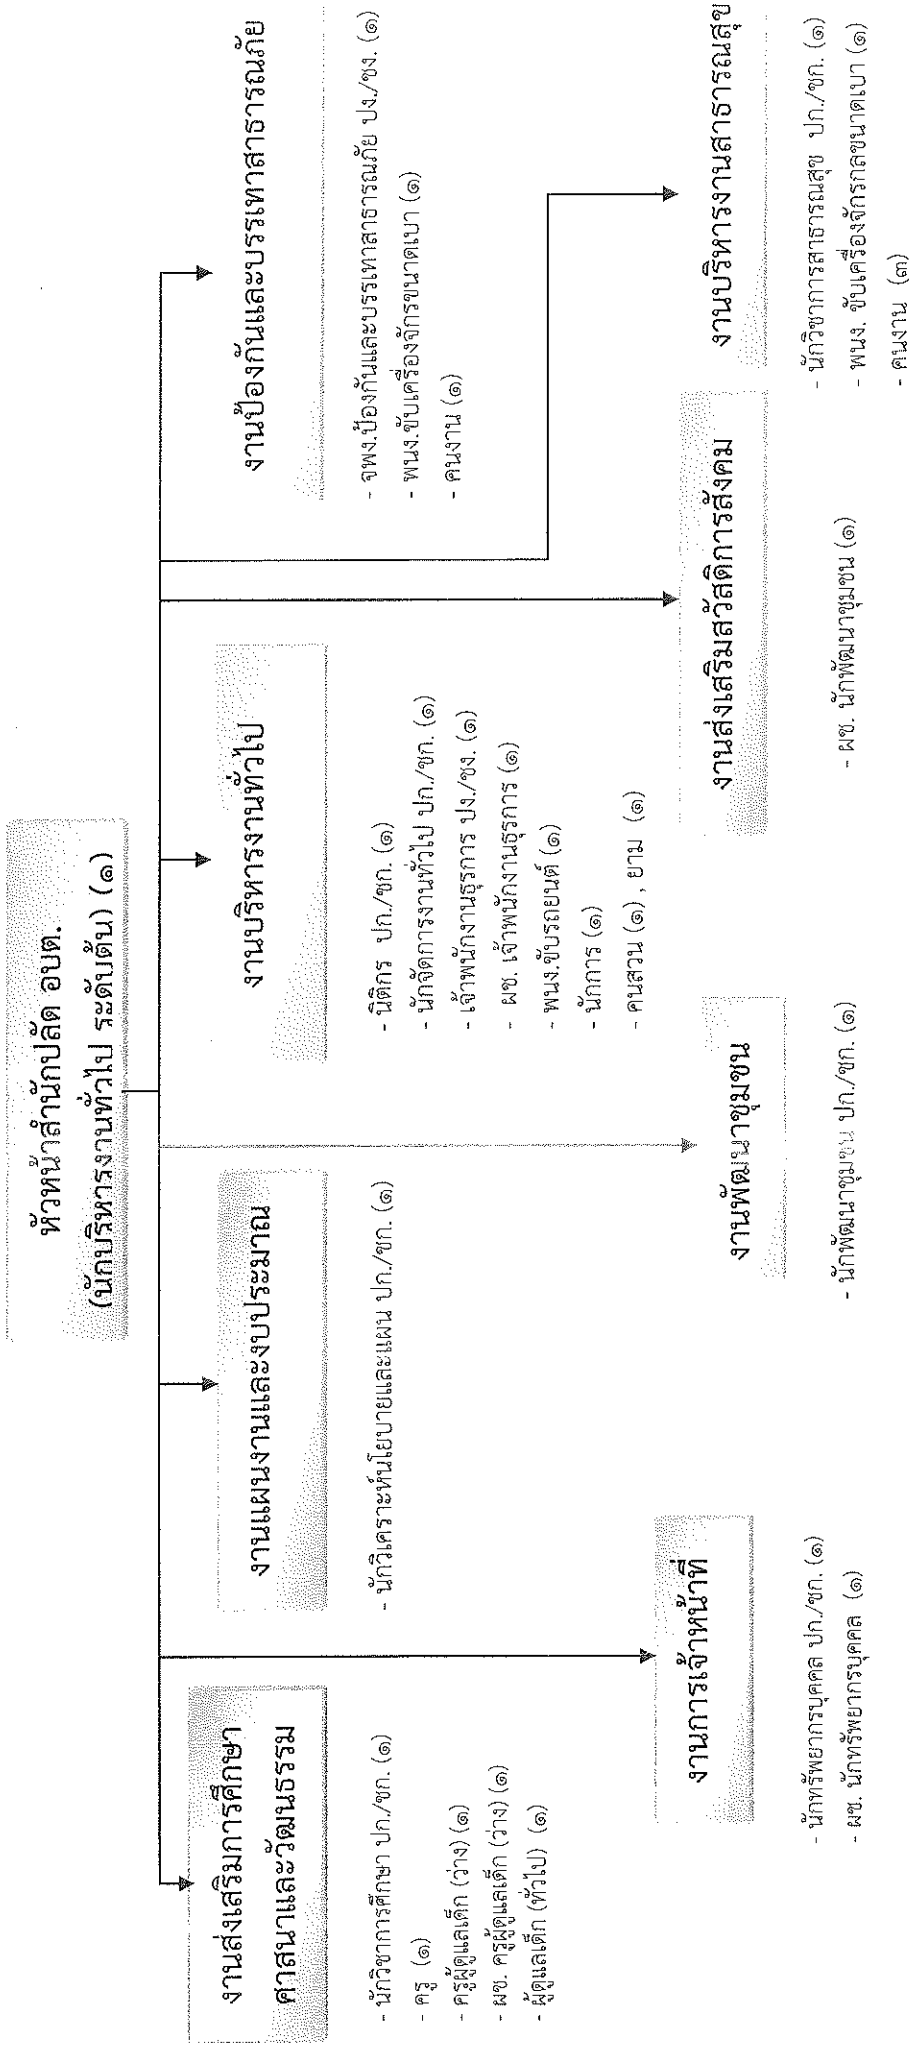 หัวหน้าสำนักปลัด อบต.
(นักบริหารงานทั่วไป ระดับต้น) (๑)
งานส่งเสริมการศึกษา
ศาสนาและวัฒนธรรม
- นักวิชาการศึกษา ปก./ชก. (๑)
- ครู (๑)
- ครูผู้ดูแลเด็ก (ว่าง) (๑)
- ผช. ครูผู้ดูแลเด็ก (ว่าง) (๑)
- ผู้ดูแลเด็ก (ทั่วไป) (๑)
งานแผนงานและงบประมาณ
- นักวิเคราะห์นโยบายและแผน ปก./ชก. (๑)
งานบริหารงานทั่วไป
- นิติกร ปก./ชก. (๑)
- นักจัดการงานทั่วไป ปก./ชก. (๑)
- เจ้าพนักงานธุรการ ปง./ชง. (๑)
- ผช. เจ้าพนักงานธุรการ (๑)
- พนง.ขับรถยนต์ (๑)
- นักการ (๑)
- คนสวน (๑) , ยาม (๑)
งานป้องกันและบรรเทาสาธารณภัย
- จพง.ป้องกันและบรรเทาสาธารณภัย ปง./ชง. (๑)
- พนง.ขับเครื่องจักรขนาดเบา (๑)
- คนงาน (๑)
งานการเจ้าหน้าที่
- นักทรัพยากรบุคคล ปก./ชก. (๑)
- ผช. นักทรัพยากรบุคคล (๑)
งานพัฒนาชุมชน
- นักพัฒนาชุมชน ปก./ชก. (๑)
งานส่งเสริมสวัสดิการสังคม
- ผช. นักพัฒนาชุมชน (๑)
งานบริหารงานสาธารณสุข
- นักวิชาการสาธารณสุข ปก./ชก. (๑)
- พนง. ขับเครื่องจักรกลขนาดเบา (๑)
- คนงาน (๓)